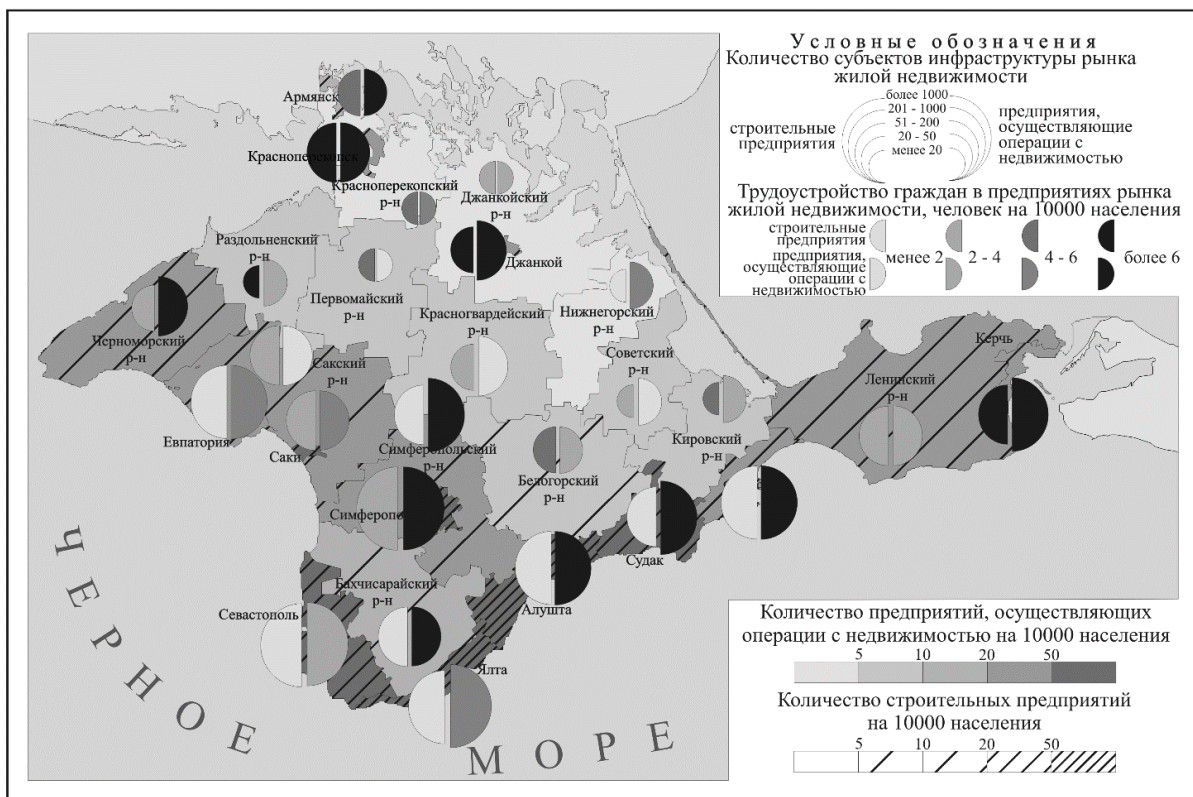 Условные обозначения
Количество субъектов инфраструктуры рынка
жилой недвижимости
более 1000
201 - 1000
51 - 200
20 - 50
менее 20
строительные
предприятия
предприятия,
осуществляющие
операции с
недвижимостью
Трудоустройство граждан в предприятиях рынка
жилой недвижимости, человек на 10000 населения
строительные
предприятия
предприятия,
осуществляющие
операции с
недвижимостью
менее 2
2 - 4
4 - 6
более 6
Армянск
Красноперекопск
Красноперекопский
р-н
Джанкойский
р-н
Джанкой
Раздольненский
р-н
Первомайский
р-н
Черноморский
р-н
Красногвардейский
р-н
Нижнегорский
р-н
Советский
р-н
Сакский
р-н
Керчь
Ленинский
р-н
Евпатория
Саки
Симферопольский
р-н
Кировский
р-н
Белогорский
р-н
Симферопо
Судак
Алушта
Бахчисарайский
р-н
Севастополь
Ялта
ЧЕРНОЕ
МОРЕ
Количество предприятий, осуществляющих
операции с недвижимостью на 10000 населения
5 10 20 50
Количество строительных предприятий
на 10000 населения
5 10 20 50